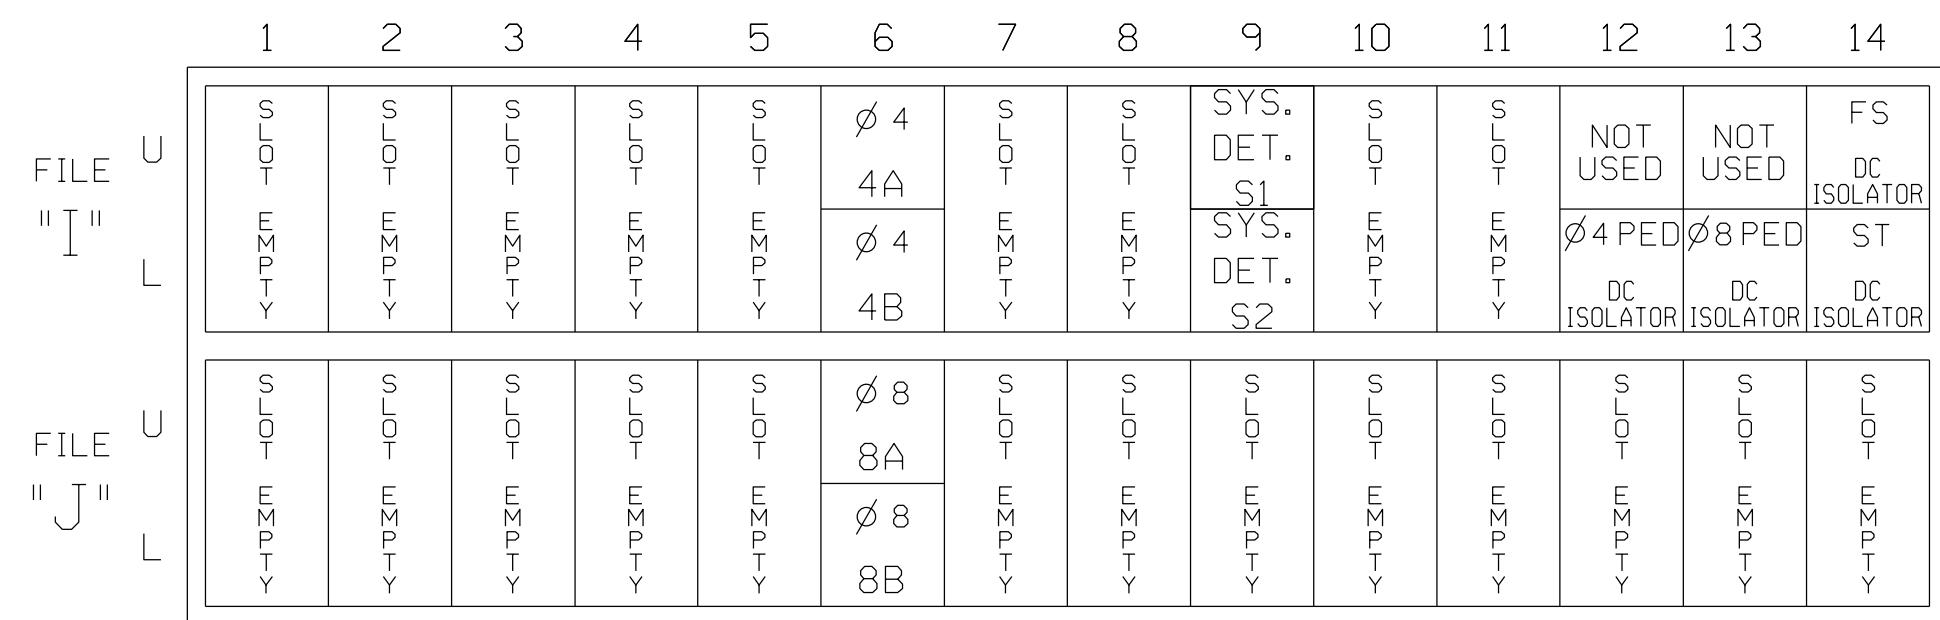 1 2 3 4 5 6 7 8 9 10 11 12 13 14
FILE "I"
U
L
SLOT EMPTY
SLOT EMPTY
SLOT EMPTY
SLOT EMPTY
SLOT EMPTY
Ø 4
4A
Ø 4
4B
SLOT EMPTY
SLOT EMPTY
SYS.
DET.
S1
SYS.
DET.
S2
SLOT EMPTY
SLOT EMPTY
NOT
USED
Ø4 PED
DC
ISOLATOR
NOT
USED
Ø8 PED
DC
ISOLATOR
FS
DC
ISOLATOR
ST
DC
ISOLATOR
FILE "J"
U
L
SLOT EMPTY
SLOT EMPTY
SLOT EMPTY
SLOT EMPTY
SLOT EMPTY
Ø 8
8A
Ø 8
8B
SLOT EMPTY
SLOT EMPTY
SLOT EMPTY
SLOT EMPTY
SLOT EMPTY
SLOT EMPTY
SLOT EMPTY
SLOT EMPTY